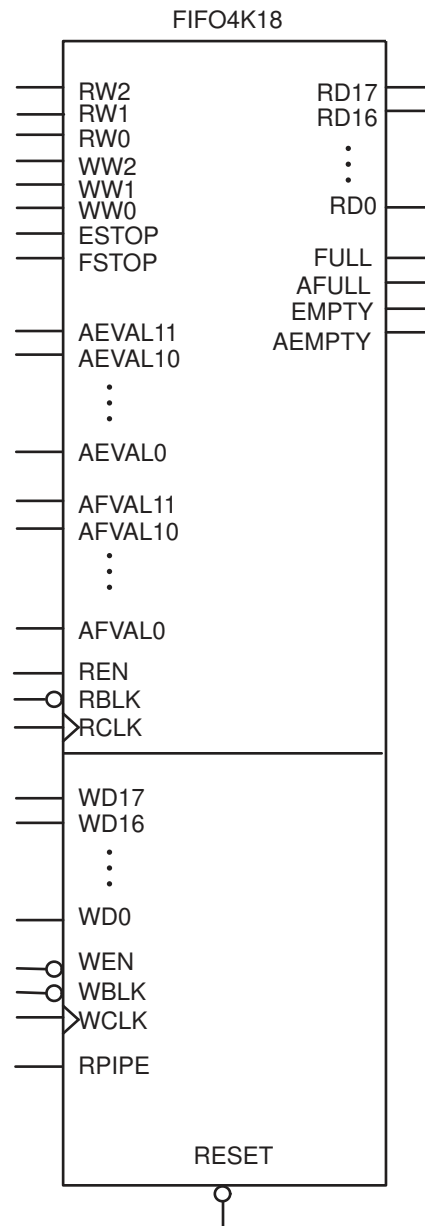 FIFO4K18
RW2
RW1
RW0
WW2
WW1
WW0
ESTOP
FSTOP
RD17
RD16
RD0
FULL
AFULL
EMPTY
AEMPTY
AEVAL11
AEVAL10
AEVAL0
AFVAL11
AFVAL10
AFVAL0
REN
RBLK
RCLK
WD17
WD16
WD0
WEN
WBLK
WCLK
RPIPE
RESET